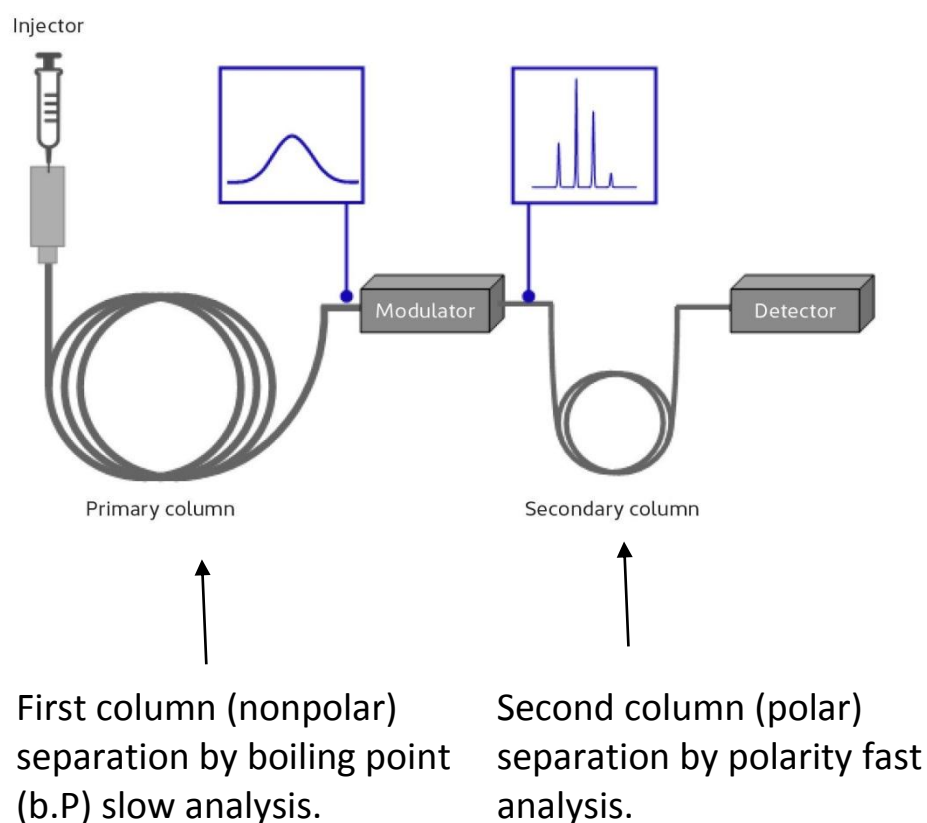 Injector
Modulator
Detector
Primary column
Secondary column
First column (nonpolar)
separation by boiling point
(b.P) slow analysis.
Second column (polar)
separation by polarity fast
analysis.